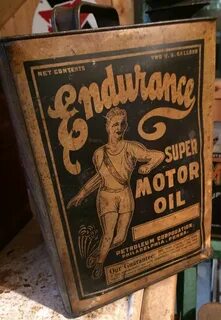 NET CONTENTS
TWO U.S. GALLONS
Endurance
SUPER
MOTOR
OIL
PETROLEUM CORPORATION,
PHILADELPHIA, PENNA.
Our Guarantee: